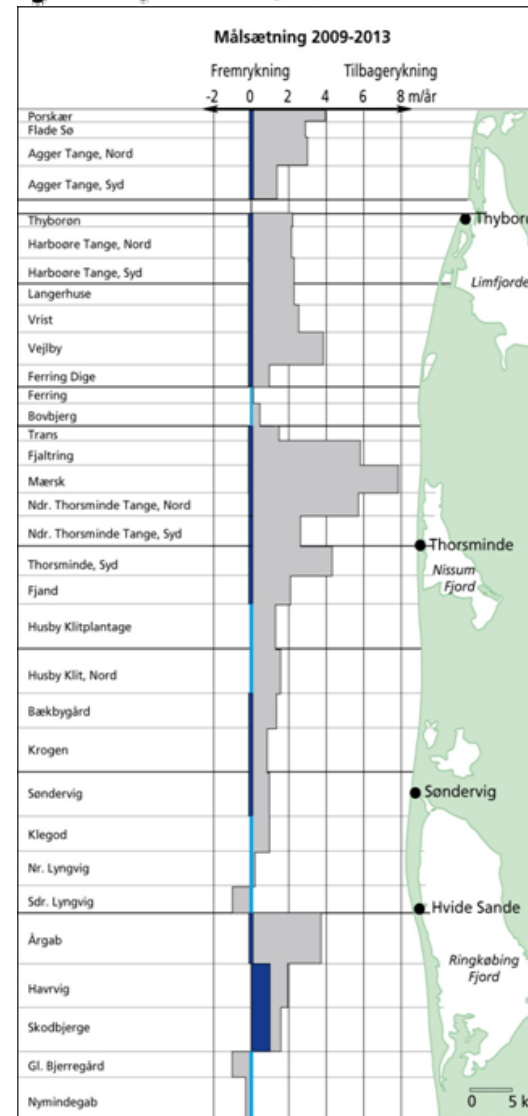 Målsætning 2009-2013
Fremrykning Tilbagerykning
-2 0 2 4 6 8 m/år
Porskær
Flade Sø
Agger Tange, Nord
Agger Tange, Syd
Thyborøn
Harboøre Tange, Nord
Harboøre Tange, Syd
Langerhuse
Vrist
Vejlby
Ferring Dige
Ferring
Bovbjerg
Trans
Fjaltring
Mærsk
Ndr. Thorsminde Tange, Nord
Ndr. Thorsminde Tange, Syd
Thorsminde, Syd
Fjand
Husby Klitplantage
Husby Klit, Nord
Bækbygård
Krogen
Søndervig
Klegod
Nr. Lyngvig
Sdr. Lyngvig
Årgab
Havrvig
Skodbjerge
Gl. Bjerregård
Nymindegab
Thyborø
Limfjorde
Thorsminde
Nissum
Fjord
Søndervig
Hvide Sande
Ringkøbing
Fjord
0 5 k